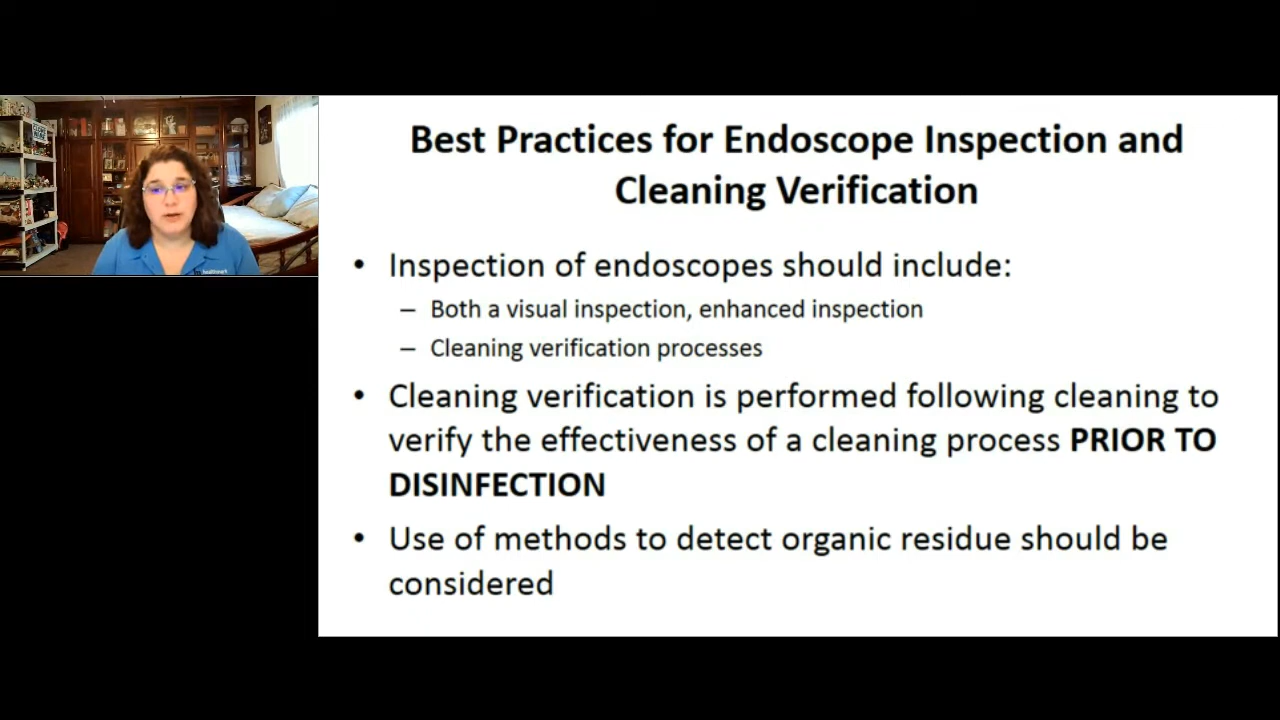 Best Practices for Endoscope Inspection and
Cleaning Verification
• Inspection of endoscopes should include:
– Both a visual inspection, enhanced inspection
– Cleaning verification processes
• Cleaning verification is performed following cleaning to
verify the effectiveness of a cleaning process PRIOR TO
DISINFECTION
• Use of methods to detect organic residue should be
considered